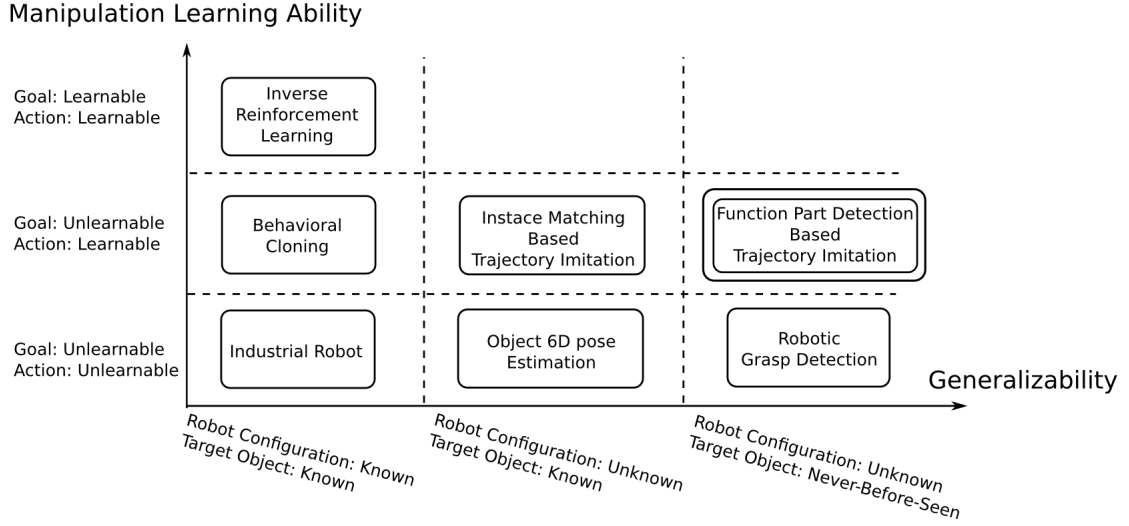 Manipulation Learning Ability
Goal: Learnable
Action: Learnable
Inverse
Reinforcement
Learning
Goal: Unlearnable
Action: Learnable
Behavioral
Cloning
Instace Matching
Based
Trajectory Imitation
Function Part Detection
Based
Trajectory Imitation
Goal: Unlearnable
Action: Unlearnable
Industrial Robot
Object 6D pose
Estimation
Robotic
Grasp Detection
Generalizability
Robot Configuration: Known
Target Object: Known
Robot Configuration: Unknown
Target Object: Known
Robot Configuration: Unknown
Target Object: Never-Before-Seen